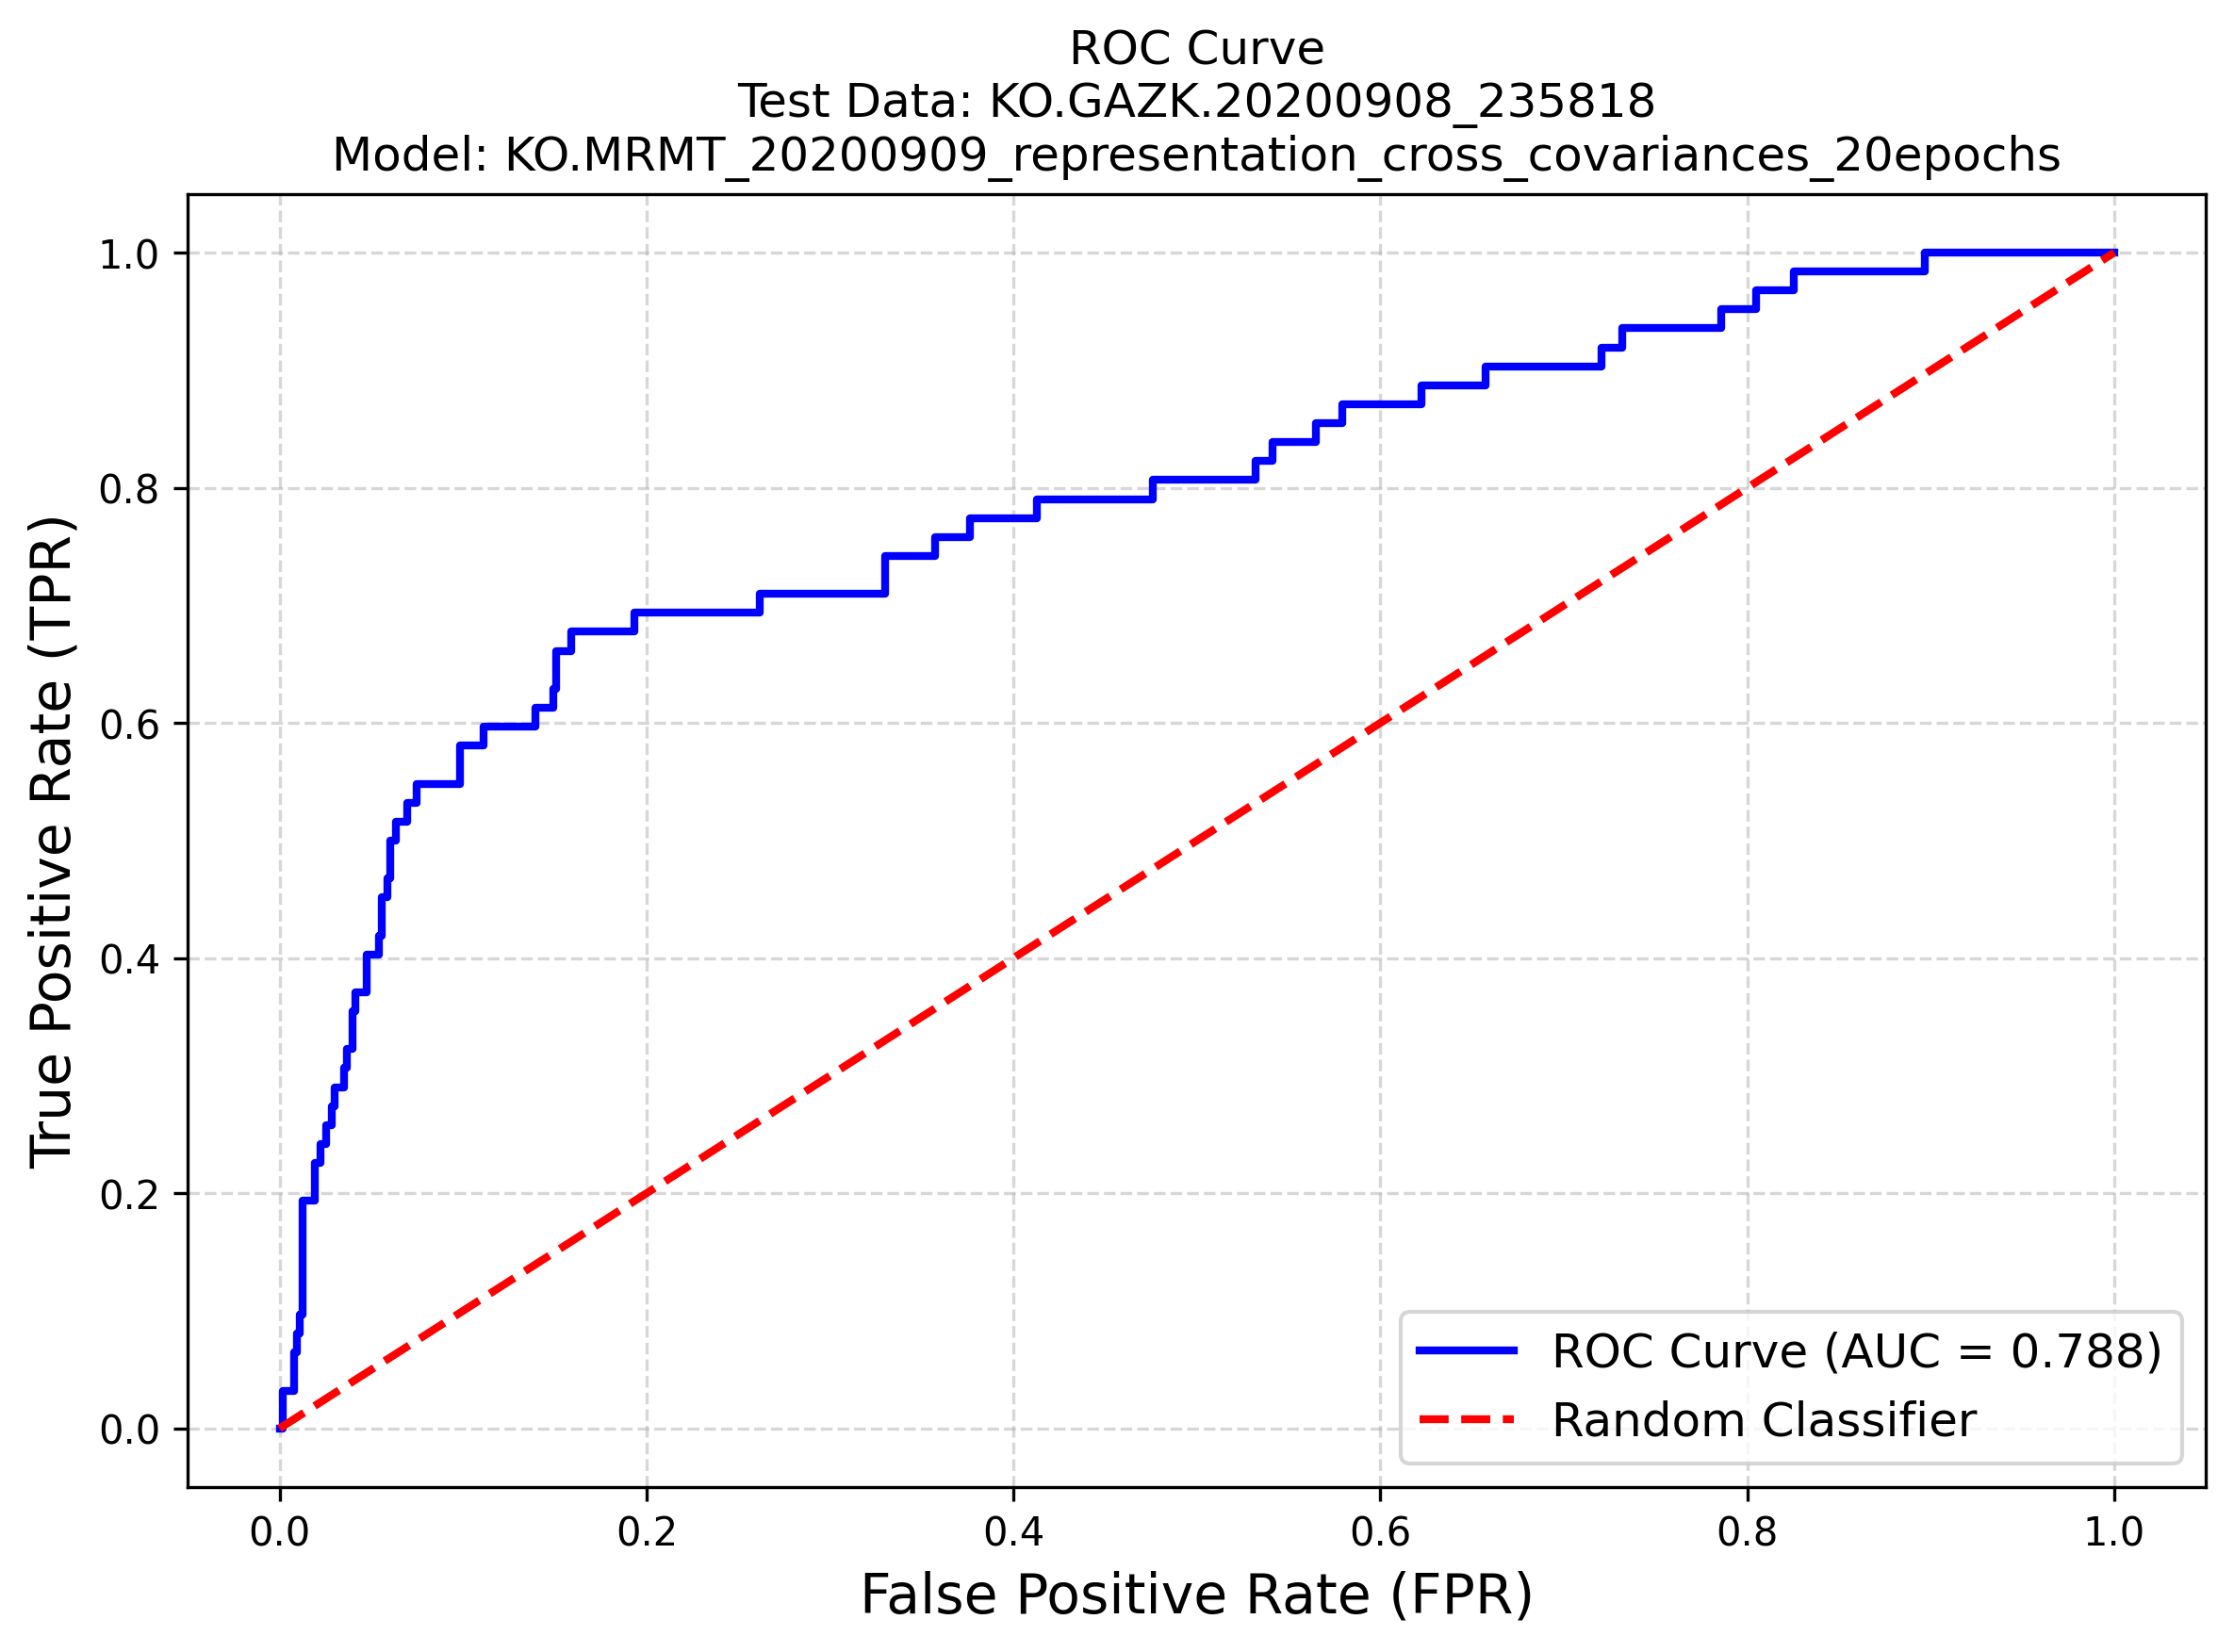 ROC Curve
Test Data: KO.GAZK.20200908_235818
Model: KO.MRMT_20200909_representation_cross_covariances_20epochs
True Positive Rate (TPR)
1.0
0.8
0.6
0.4
0.2
0.0
0.0 0.2 0.4 0.6 0.8 1.0
False Positive Rate (FPR)
ROC Curve (AUC = 0.788)
Random Classifier